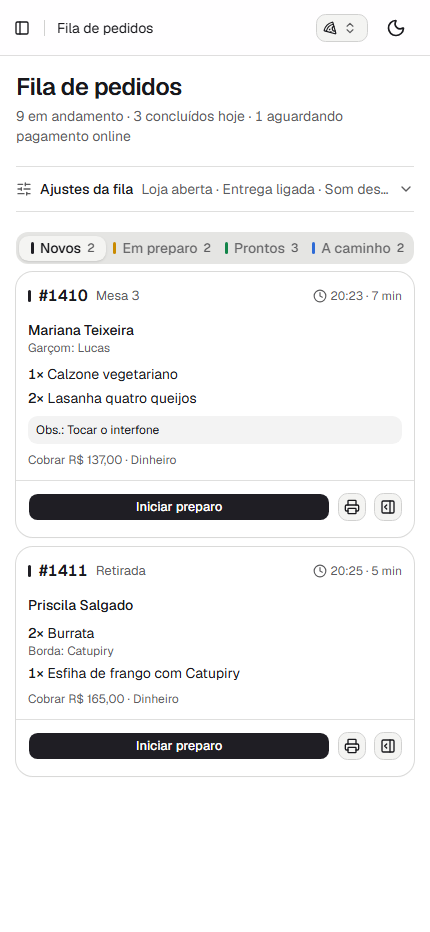 Fila de pedidos
Fila de pedidos
9 em andamento · 3 concluídos hoje · 1 aguardando
pagamento online
Ajustes da fila Loja aberta · Entrega ligada · Som des...
Novos 2 Em preparo 2 Prontos 3 A caminho 2
#1410 Mesa 3 20:23 · 7 min
Mariana Teixeira
Garçom: Lucas
1× Calzone vegetariano
2× Lasanha quatro queijos
Obs.: Tocar o interfone
Cobrar R$ 137,00 · Dinheiro
Iniciar preparo
#1411 Retirada 20:25 · 5 min
Priscila Salgado
2× Burrata
Borda: Catupiry
1× Esfiha de frango com Catupiry
Cobrar R$ 165,00 · Dinheiro
Iniciar preparo